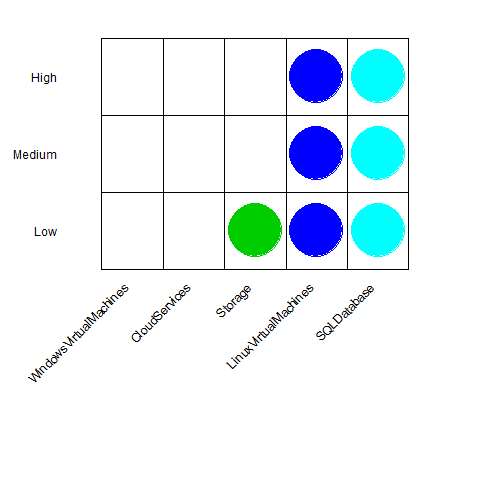 High
Medium
Low
WindowsVirtualMachines
CloudServices
Storage
LinuxVirtualMachines
SQLDatabase